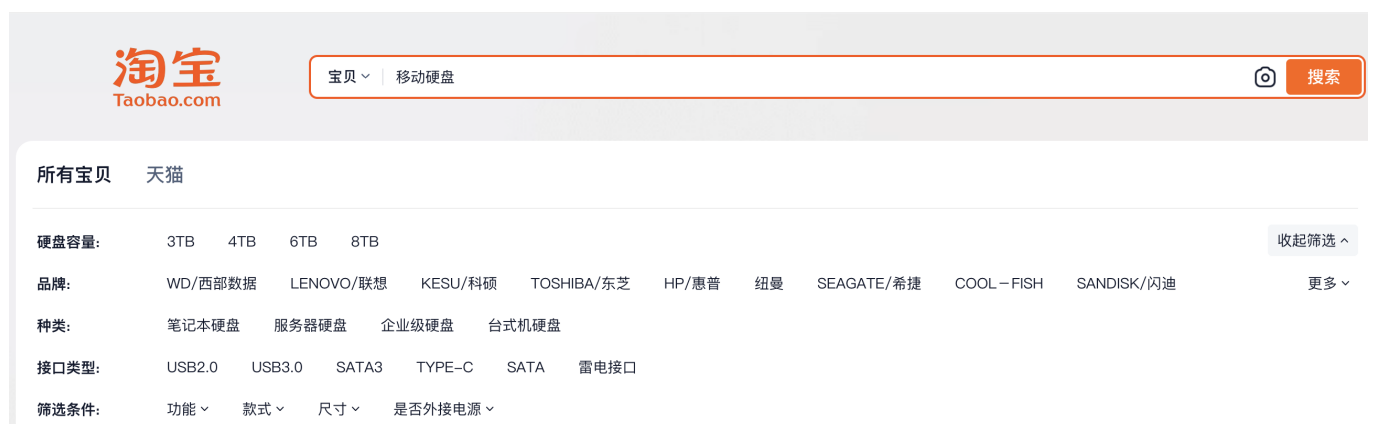 淘宝
Taobao.com
宝贝 移动硬盘 搜索
所有宝贝 天猫
硬盘容量: 3TB 4TB 6TB 8TB 收起筛选
品牌: WD/西部数据 LENOVO/联想 KESU/科硕 TOSHIBA/东芝 HP/惠普 纽曼 SEAGATE/希捷 COOL-FISH SANDISK/闪迪 更多
种类: 笔记本硬盘 服务器硬盘 企业级硬盘 台式机硬盘
接口类型: USB2.0 USB3.0 SATA3 TYPE-C SATA 雷电接口
筛选条件: 功能 款式 尺寸 是否外接电源